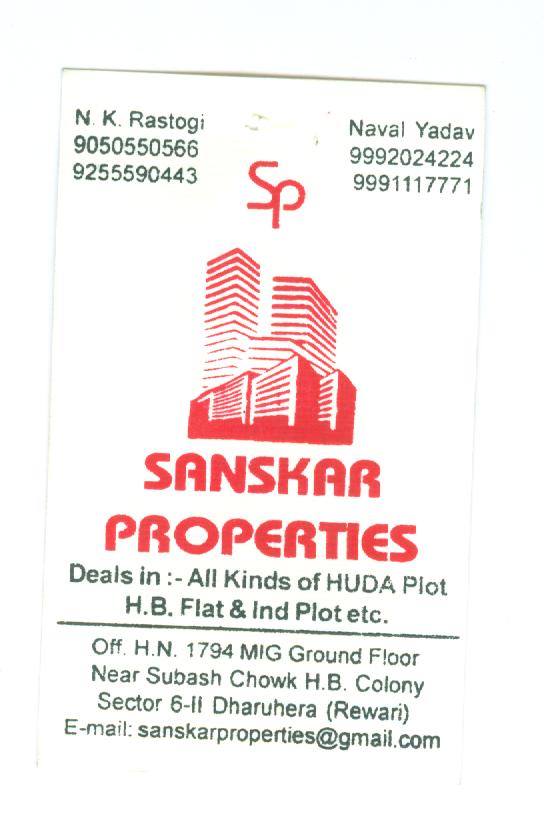 N. K. Rastogi
9050550566
9255590443
Naval Yadav
9992024224
9991117771
Sp
SANSKAR
PROPERTIES
Deals in :- All Kinds of HUDA Plot
H.B. Flat & Ind Plot etc.
Off. H.N. 1794 MIG Ground Floor
Near Subash Chowk H.B. Colony
Sector 6-II Dharuhera (Rewari)
E-mail: sanskarproperties@gmail.com